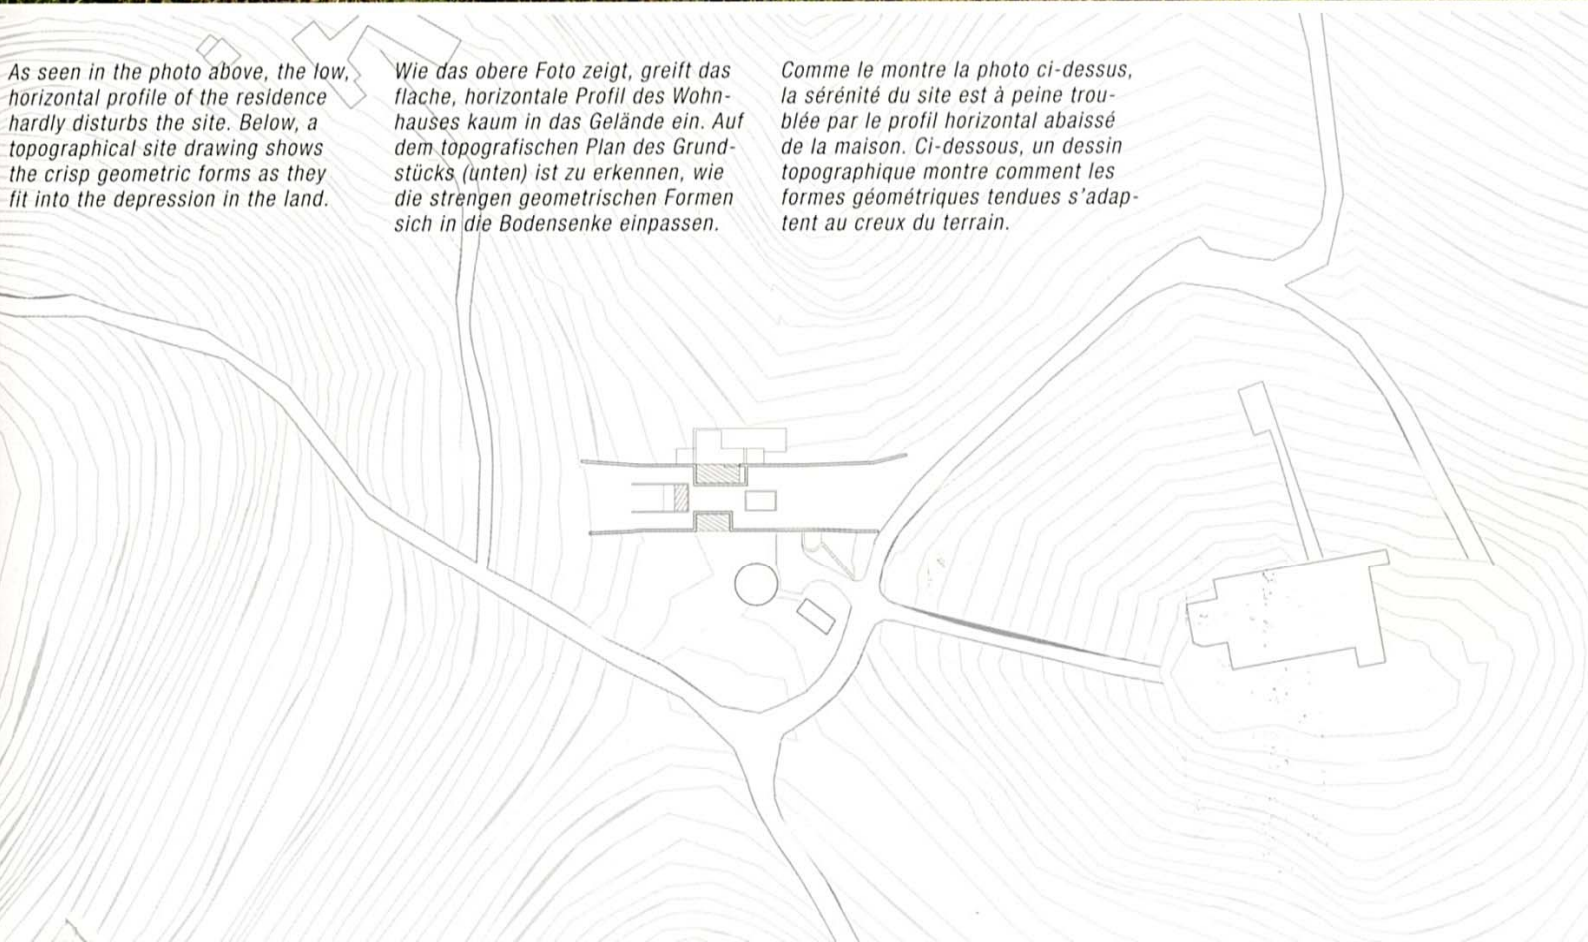 As seen in the photo above, the low,
horizontal profile of the residence
hardly disturbs the site. Below, a
topographical site drawing shows
the crisp geometric forms as they
fit into the depression in the land.
Wie das obere Foto zeigt, greift das
flache, horizontale Profil des Wohn-
hauses kaum in das Gelände ein. Auf
dem topografischen Plan des Grund-
stücks (unten) ist zu erkennen, wie
die strengen geometrischen Formen
sich in die Bodensenke einpassen.
Comme le montre la photo ci-dessus,
la sérénité du site est à peine trou-
blée par le profil horizontal abaissé
de la maison. Ci-dessous, un dessin
topographique montre comment les
formes géométriques tendues s'adap-
tent au creux du terrain.